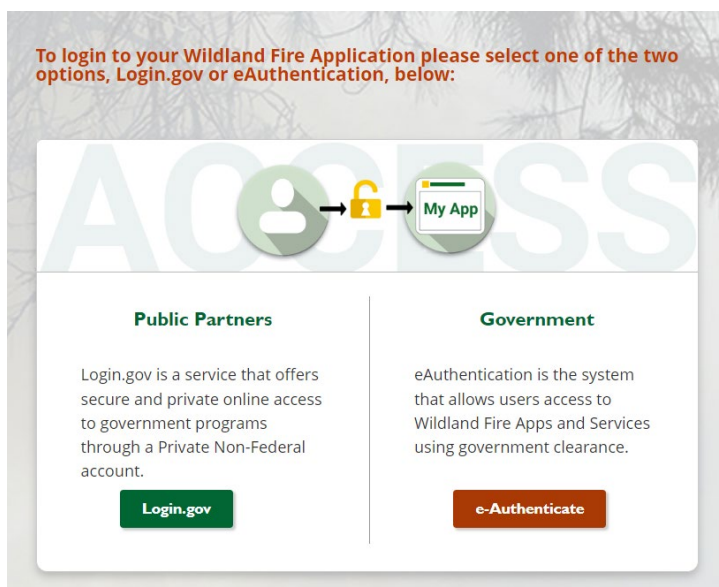 To login to your Wildland Fire Application please select one of the two
options, Login.gov or eAuthentication, below:
ACCESS
My App
Public Partners
Login.gov is a service that offers
secure and private online access
to government programs
through a Private Non-Federal
account.
Login.gov
Government
eAuthentication is the system
that allows users access to
Wildland Fire Apps and Services
using government clearance.
e-Authenticate